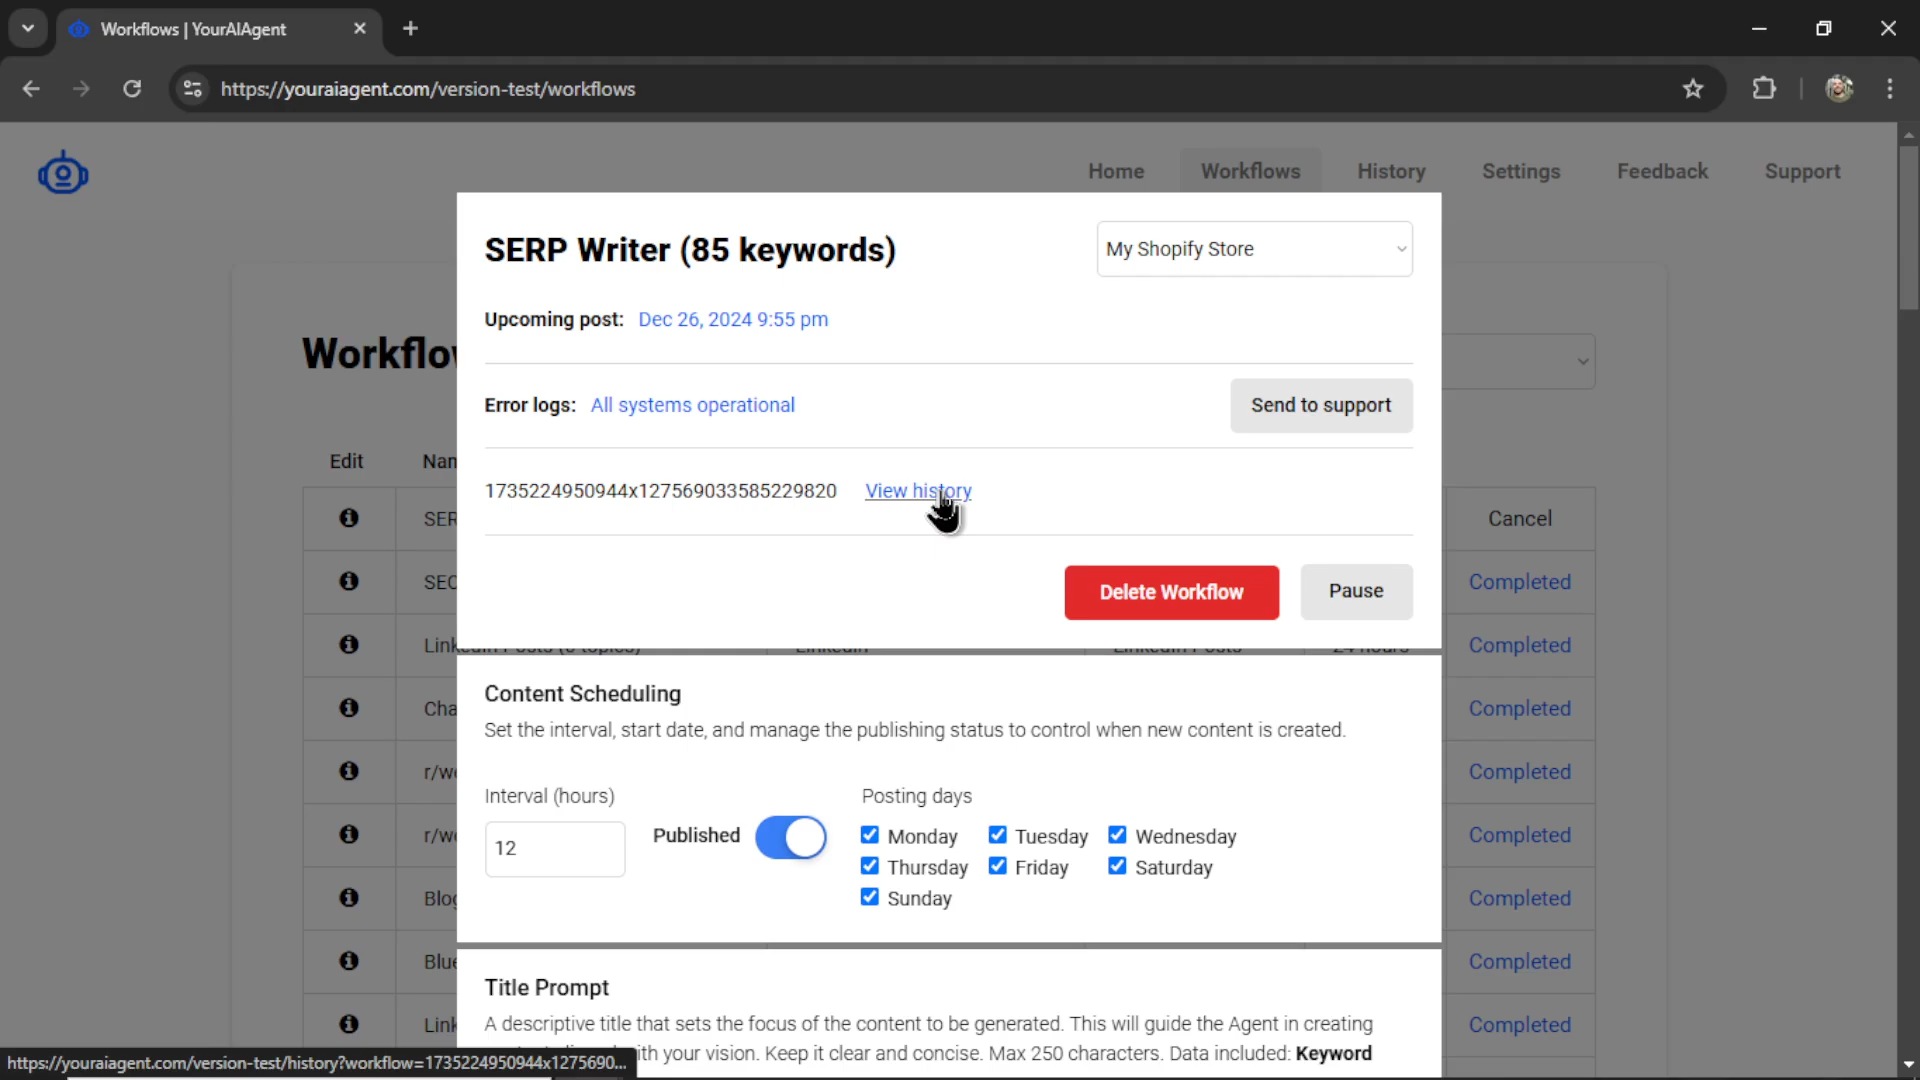 Workflows | YourAIAgent
https://youraiagent.com/version-test/workflows
Home Workflows History Settings Feedback Support
SERP Writer (85 keywords)
My Shopify Store
Upcoming post: Dec 26, 2024 9:55 pm
Error logs: All systems operational
Send to support
1735224950944x127569033585229820 View history
Delete Workflow
Pause
Edit
Cancel
Completed
Completed
Completed
Completed
Completed
Completed
Completed
Completed
Content Scheduling
Set the interval, start date, and manage the publishing status to control when new content is created.
Interval (hours)
12
Published
Posting days
Monday Tuesday Wednesday
Thursday Friday Saturday
Sunday
Title Prompt
A descriptive title that sets the focus of the content to be generated. This will guide the Agent in creating
with your vision. Keep it clear and concise. Max 250 characters. Data included: Keyword
https://youraiagent.com/version-test/history?workflow=1735224950944x1275690...